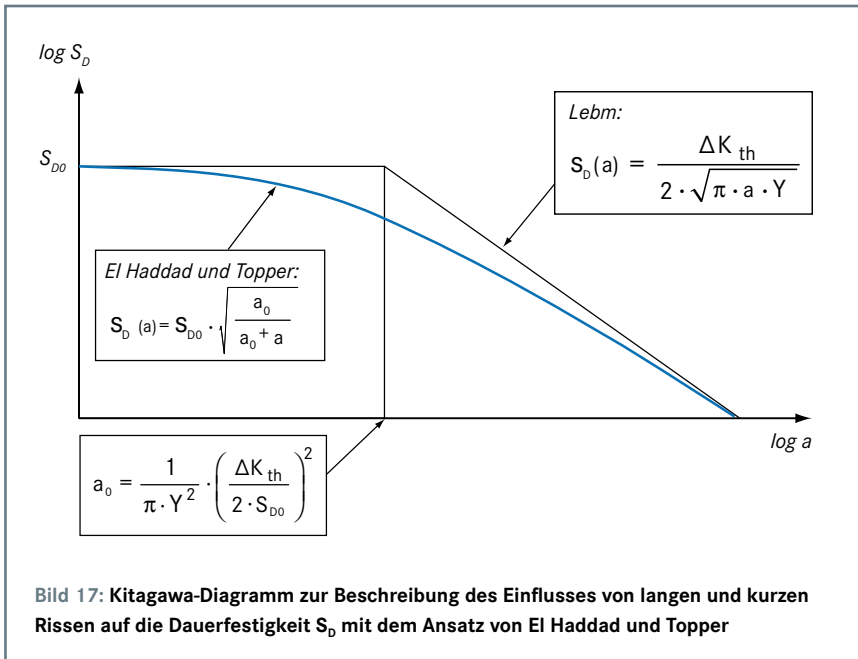 log S_D
S_D0
Lebm:
S_D(a) = ΔK_th / (2 · √(π · a · Y))
El Haddad und Topper:
S_D (a) = S_D0 · √(a_0 / (a_0 + a))
log a
a_0 = 1 / (π · Y²) · (ΔK_th / (2 · S_D0))²
Bild 17: Kitagawa-Diagramm zur Beschreibung des Einflusses von langen und kurzen
Rissen auf die Dauerfestigkeit S_D mit dem Ansatz von El Haddad und Topper